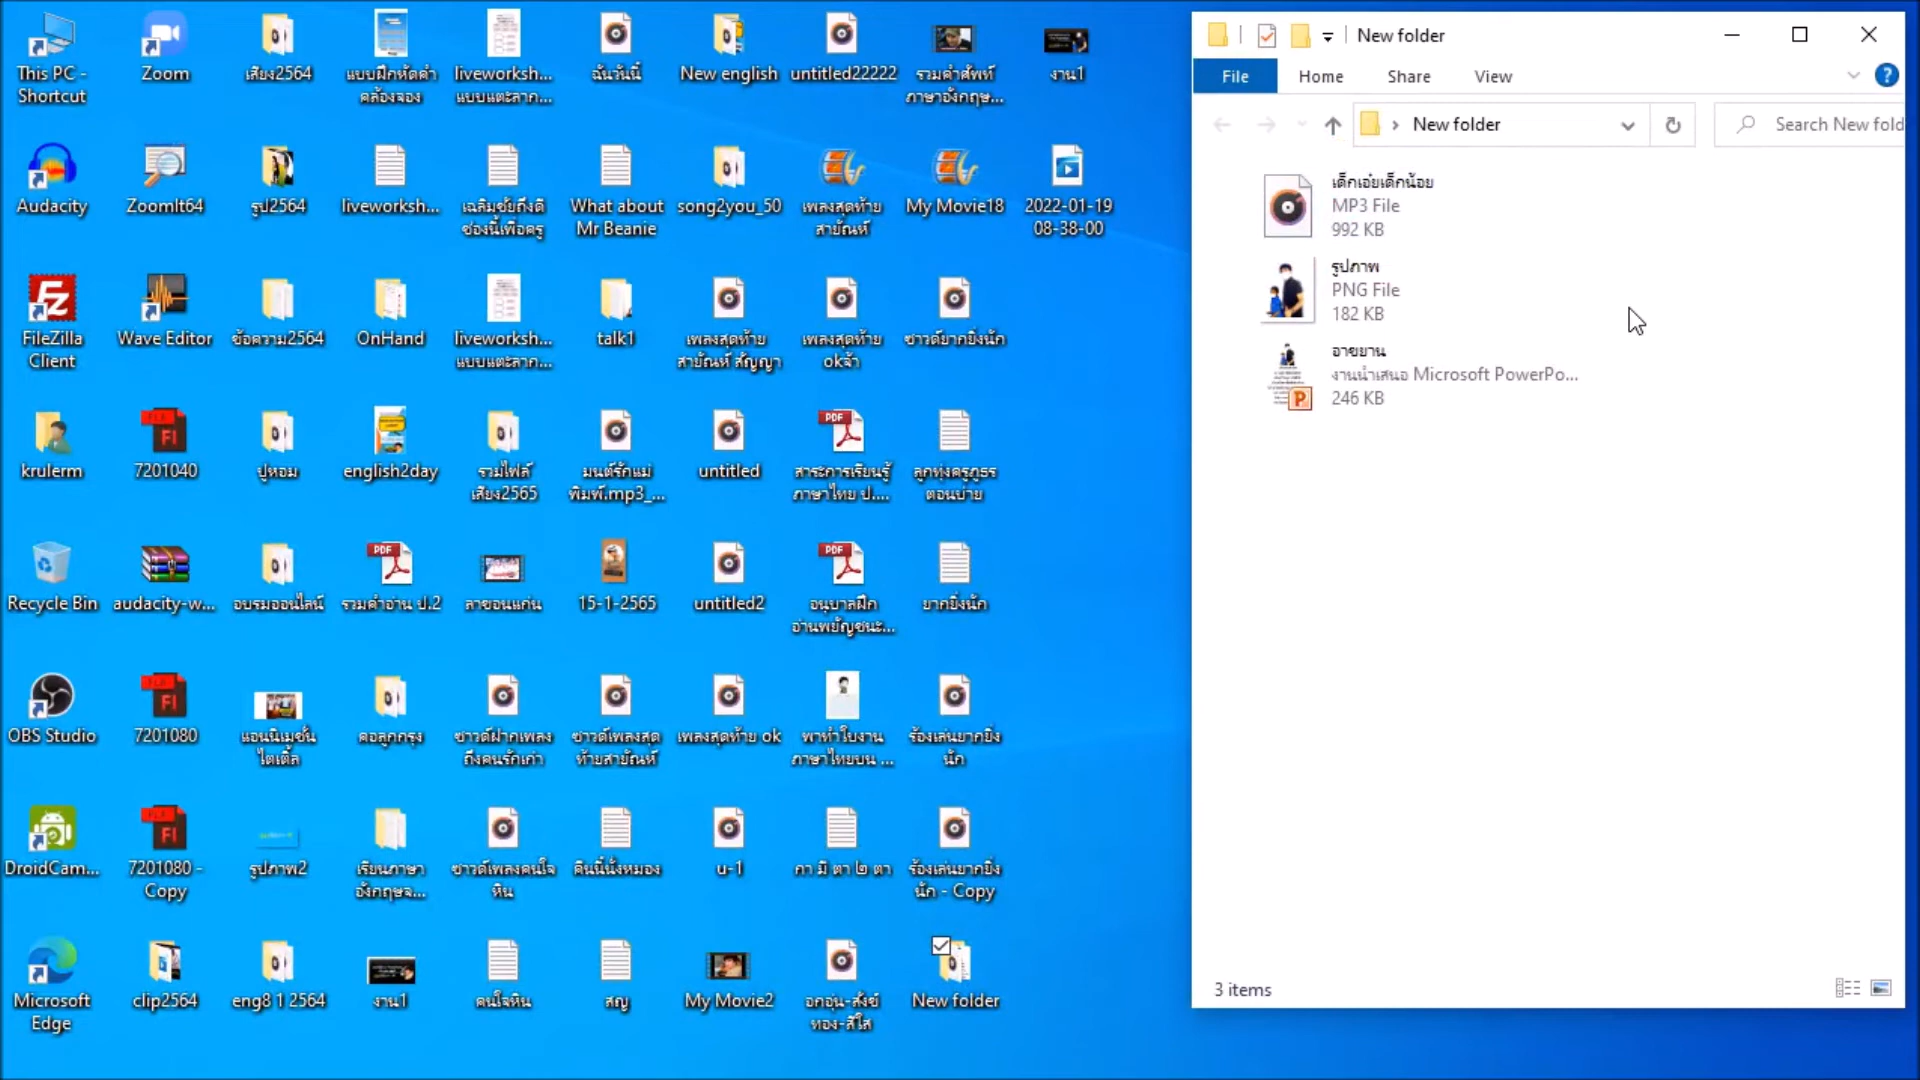 This PC -
Shortcut
Zoom
เสียง2564
แบบฝึกหัดคำ
คล้องจอง
liveworksh...
แบบแตะลาก...
ฉันวันนี้
New english
untitled22222
รวมคำศัพท์
ภาษาอังกฤษ...
งาน1
Audacity
ZoomIt64
รูป2564
liveworksh...
เฉลิมชัยถึงดี
ช่องนี้เพื่อครู
What about
Mr Beanie
song2you_50
เพลงสุดท้าย
สายัณห์
My Movie18
2022-01-19
08-38-00
FileZilla
Client
Wave Editor
ข้อความ2564
OnHand
liveworksh...
แบบแตะลาก...
talk1
เพลงสุดท้าย
สายัณห์ สัญญา
เพลงสุดท้าย
okจ้า
ซาวด์ยากยิ่งนัก
krulerm
7201040
ปูหอม
english2day
รวมไฟล์
เสียง2565
มนต์รักแม่
พิมพ์.mp3_...
untitled
สาระการเรียนรู้
ภาษาไทย ป....
ลูกทุ่งครูภูธร
ตอนบ่าย
Recycle Bin
audacity-w...
อบรมออนไลน์
รวมคำอ่าน ป.2
ลาขอนแก่น
15-1-2565
untitled2
อนุบาลฝึก
อ่านพยัญชนะ...
ยากยิ่งนัก
OBS Studio
7201080
แอนนิเมชั่น
ไตเติ้ล
คอลูกกรุง
ซาวด์ฝากเพลง
ถึงคนรักเก่า
ซาวด์เพลงสุด
ท้ายสายัณห์
เพลงสุดท้าย ok
พาทำใบงาน
ภาษาไทยบน ...
ร้องเล่นยากยิ่ง
นัก
DroidCam...
7201080 -
Copy
รูปภาพ2
เรียนภาษา
อังกฤษจ...
ซาวด์เพลงคนใจ
หิน
คืนนี้นั่งหมอง
u-1
กา มี ตา ๒ ตา
ร้องเล่นยากยิ่ง
นัก - Copy
Microsoft
Edge
clip2564
eng8 1 2564
งาน1
คนใจหิน
สญ
My Movie2
อกอุ่น-สังข์
ทอง-สีใส
New folder
New folder
File Home Share View
New folder
Search New fold
เด็กเอ๋ยเด็กน้อย
MP3 File
992 KB
รูปภาพ
PNG File
182 KB
อาขยาน
งานนำเสนอ Microsoft PowerPo...
246 KB
3 items